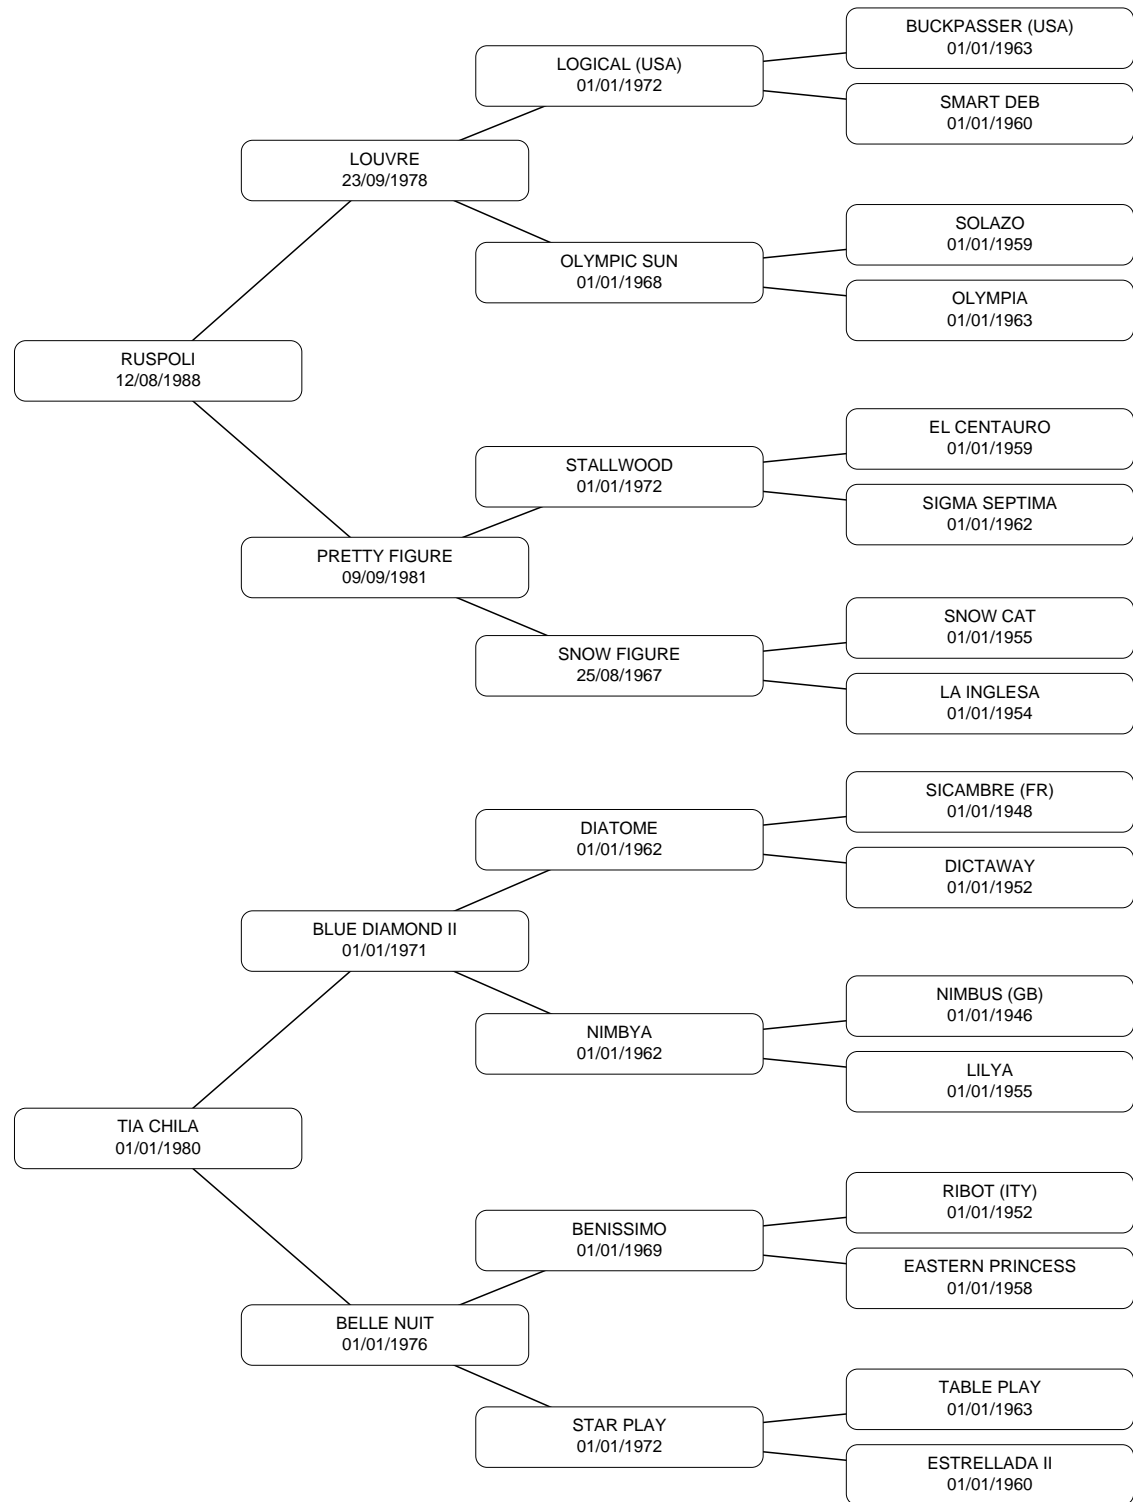 BUCKPASSER (USA)
01/01/1963
LOGICAL (USA)
01/01/1972
SMART DEB
01/01/1960
LOUVRE
23/09/1978
SOLAZO
01/01/1959
OLYMPIC SUN
01/01/1968
OLYMPIA
01/01/1963
RUSPOLI
12/08/1988
EL CENTAURO
01/01/1959
STALLWOOD
01/01/1972
SIGMA SEPTIMA
01/01/1962
PRETTY FIGURE
09/09/1981
SNOW CAT
01/01/1955
SNOW FIGURE
25/08/1967
LA INGLESA
01/01/1954
SICAMBRE (FR)
01/01/1948
DIATOME
01/01/1962
DICTAWAY
01/01/1952
BLUE DIAMOND II
01/01/1971
NIMBUS (GB)
01/01/1946
NIMBYA
01/01/1962
LILYA
01/01/1955
TIA CHILA
01/01/1980
RIBOT (ITY)
01/01/1952
BENISSIMO
01/01/1969
EASTERN PRINCESS
01/01/1958
BELLE NUIT
01/01/1976
TABLE PLAY
01/01/1963
STAR PLAY
01/01/1972
ESTRELLADA II
01/01/1960